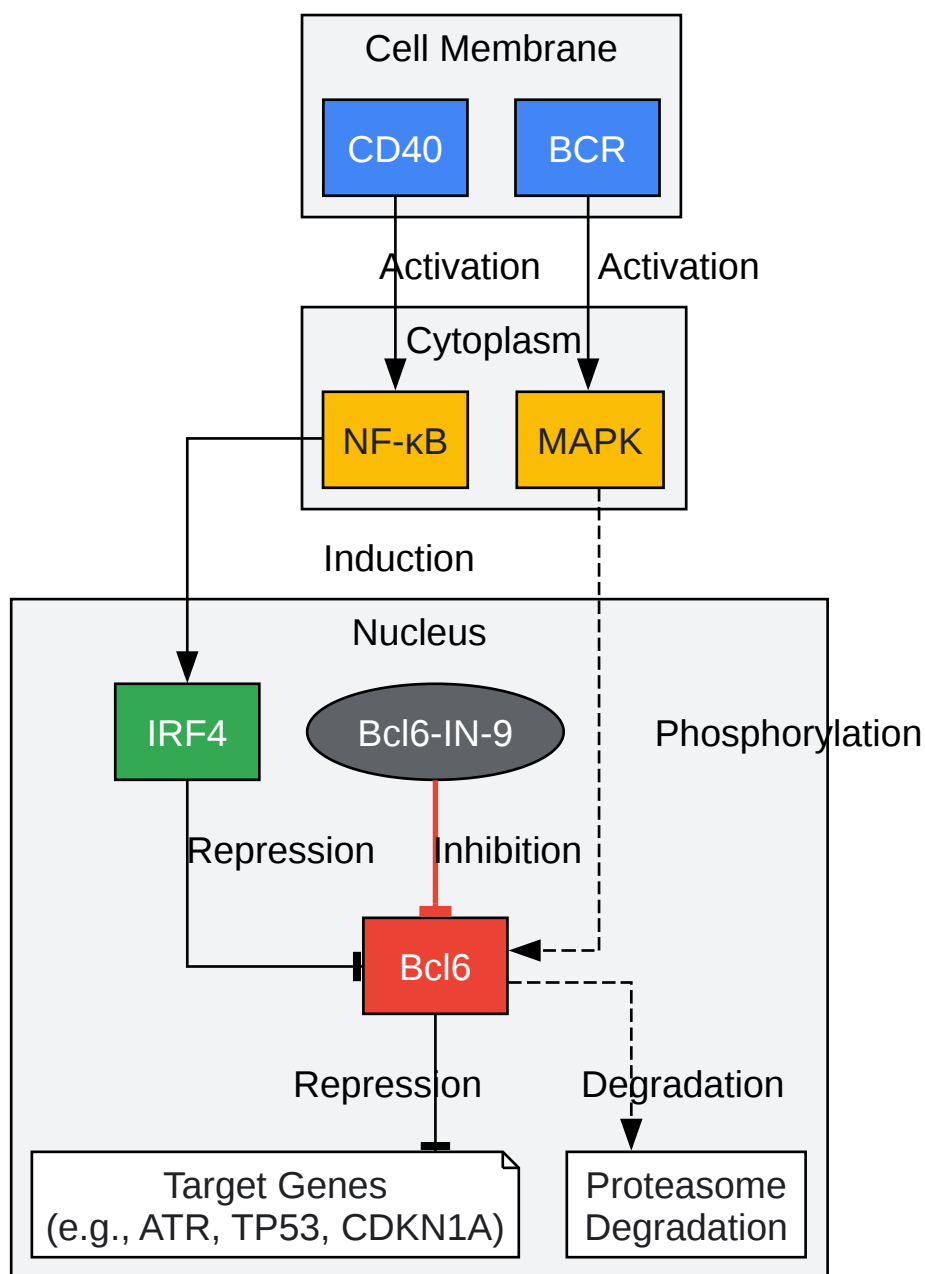 Cell Membrane
CD40
BCR
Activation
Activation
Cytoplasm
NF-κB
MAPK
Induction
Nucleus
IRF4
Bcl6-IN-9
Phosphorylation
Repression
Inhibition
Bcl6
Repression
Degradation
Target Genes
(e.g., ATR, TP53, CDKN1A)
Proteasome
Degradation